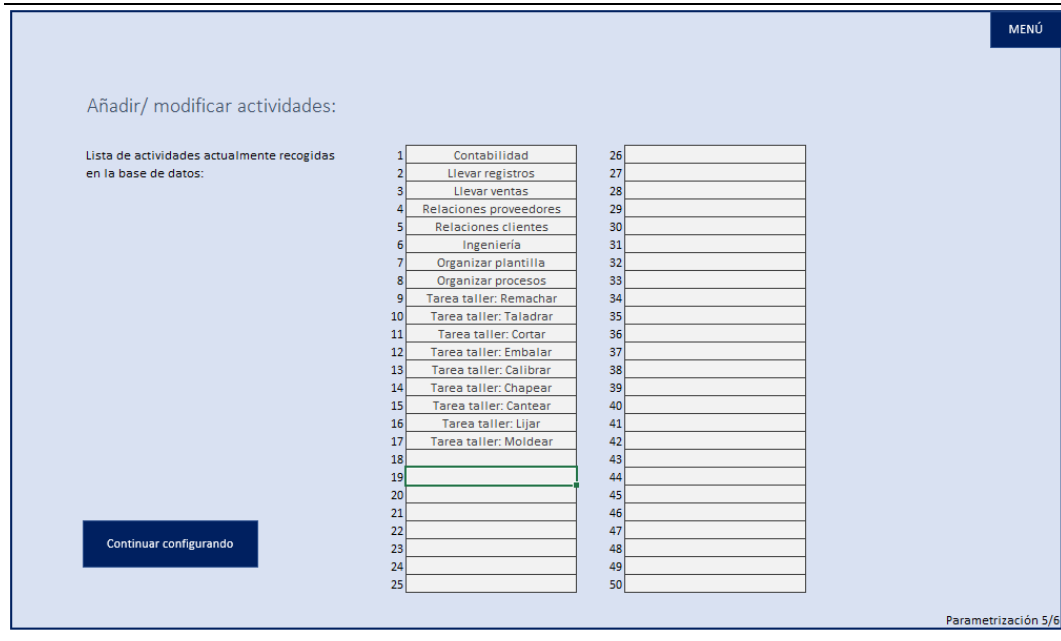 MENÚ
Añadir/ modificar actividades:
Lista de actividades actualmente recogidas
en la base de datos:
1 Contabilidad 26
2 Llevar registros 27
3 Llevar ventas 28
4 Relaciones proveedores 29
5 Relaciones clientes 30
6 Ingeniería 31
7 Organizar plantilla 32
8 Organizar procesos 33
9 Tarea taller: Remachar 34
10 Tarea taller: Taladrar 35
11 Tarea taller: Cortar 36
12 Tarea taller: Embalar 37
13 Tarea taller: Calibrar 38
14 Tarea taller: Chapear 39
15 Tarea taller: Cantear 40
16 Tarea taller: Lijar 41
17 Tarea taller: Moldear 42
18 43
19 44
20 45
21 46
22 47
23 48
24 49
25 50
Continuar configurando
Parametrización 5/6